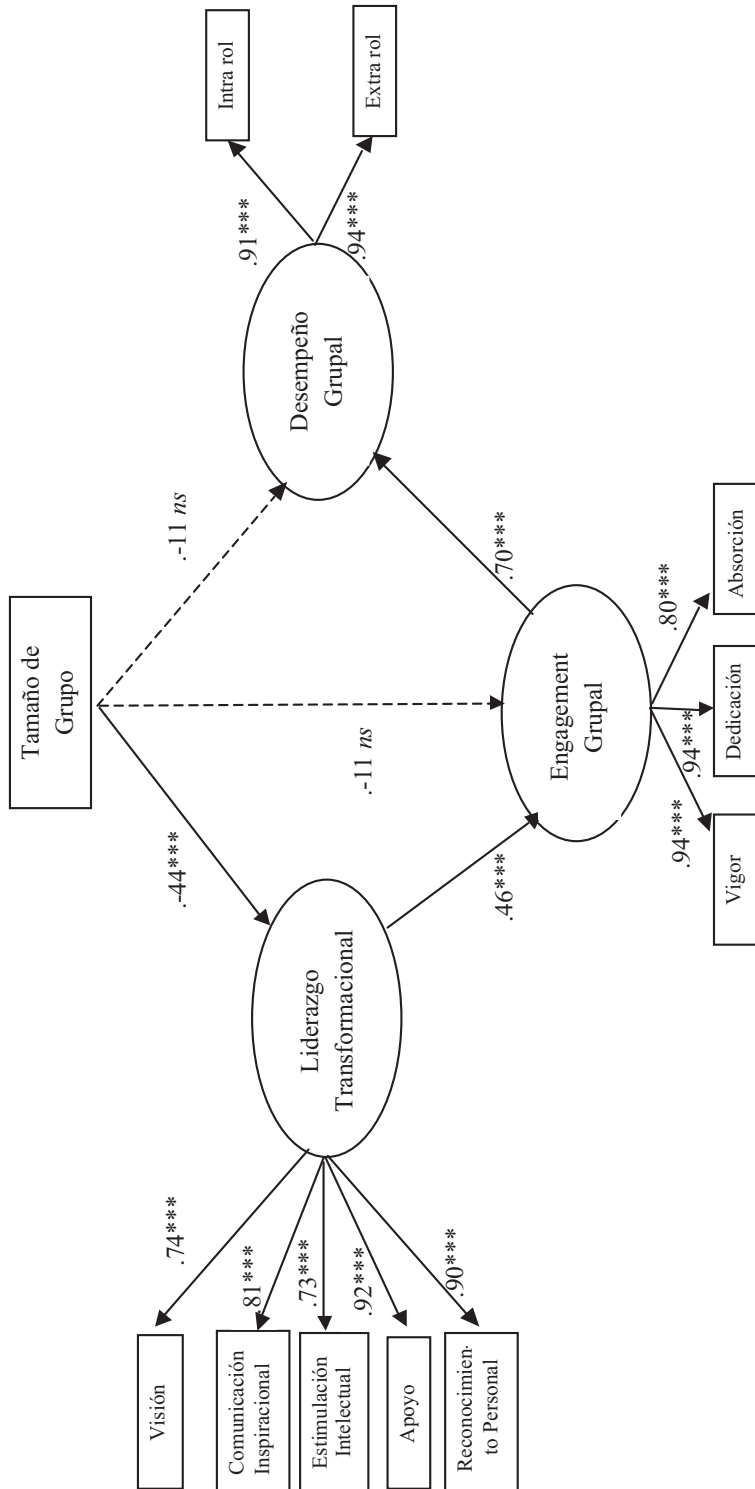 Tamaño de
Grupo
.-44***
.-11 ns
.-11 ns
Visión
Comunicación
Inspiracional
Estimulación
Intelectual
Apoyo
Reconocimien-
to Personal
.74***
.81***
.73***
.92***
.90***
Liderazgo
Transformacional
Desempeño
Grupal
.91***
.94***
Intra rol
Extra rol
.46***
.70***
Engagement
Grupal
.94***
.94***
.80***
Vigor
Dedicación
Absorción